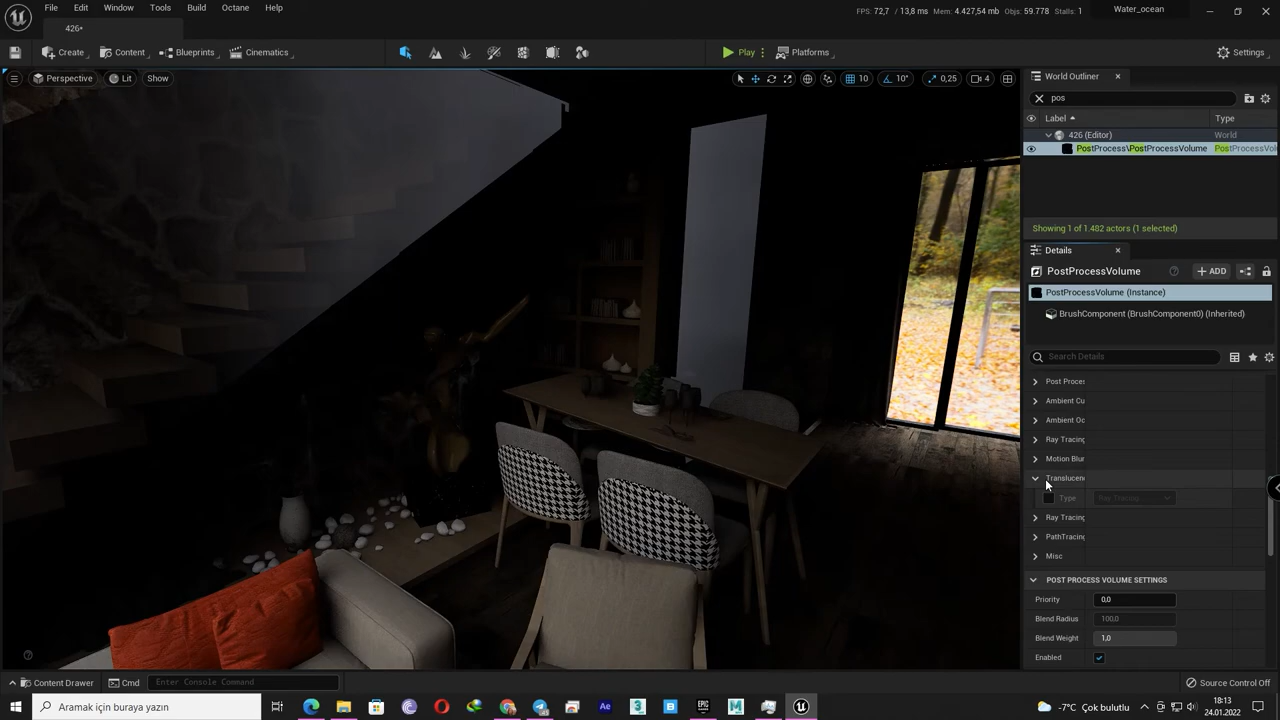 File Edit Window Tools Build Octane Help
FPS: 72,7 / 13,8 ms Mem: 4.427,54 mb Objs: 59.778 Stalls: 1
Water_ocean
426•
Create Content Blueprints Cinematics Play Platforms Settings
Perspective Lit Show 10 10° 0,25 4
World Outliner
pos
Label Type
426 (Editor) World
PostProcess\PostProcessVolume PostProcessVol
Showing 1 of 1.482 actors (1 selected)
Details
PostProcessVolume ADD
PostProcessVolume (Instance)
BrushComponent (BrushComponent0) (Inherited)
Search Details
Post Proces
Ambient Cu
Ambient Oc
Ray Tracing
Motion Blur
Translucen
Type Ray Tracing
Ray Tracing
PathTracing
Misc
POST PROCESS VOLUME SETTINGS
Priority 0,0
Blend Radius 100,0
Blend Weight 1,0
Enabled
Content Drawer Cmd Enter Console Command Source Control Off
Aramak için buraya yazın
-7°C Çok bulutlu
18:13
24.01.2022